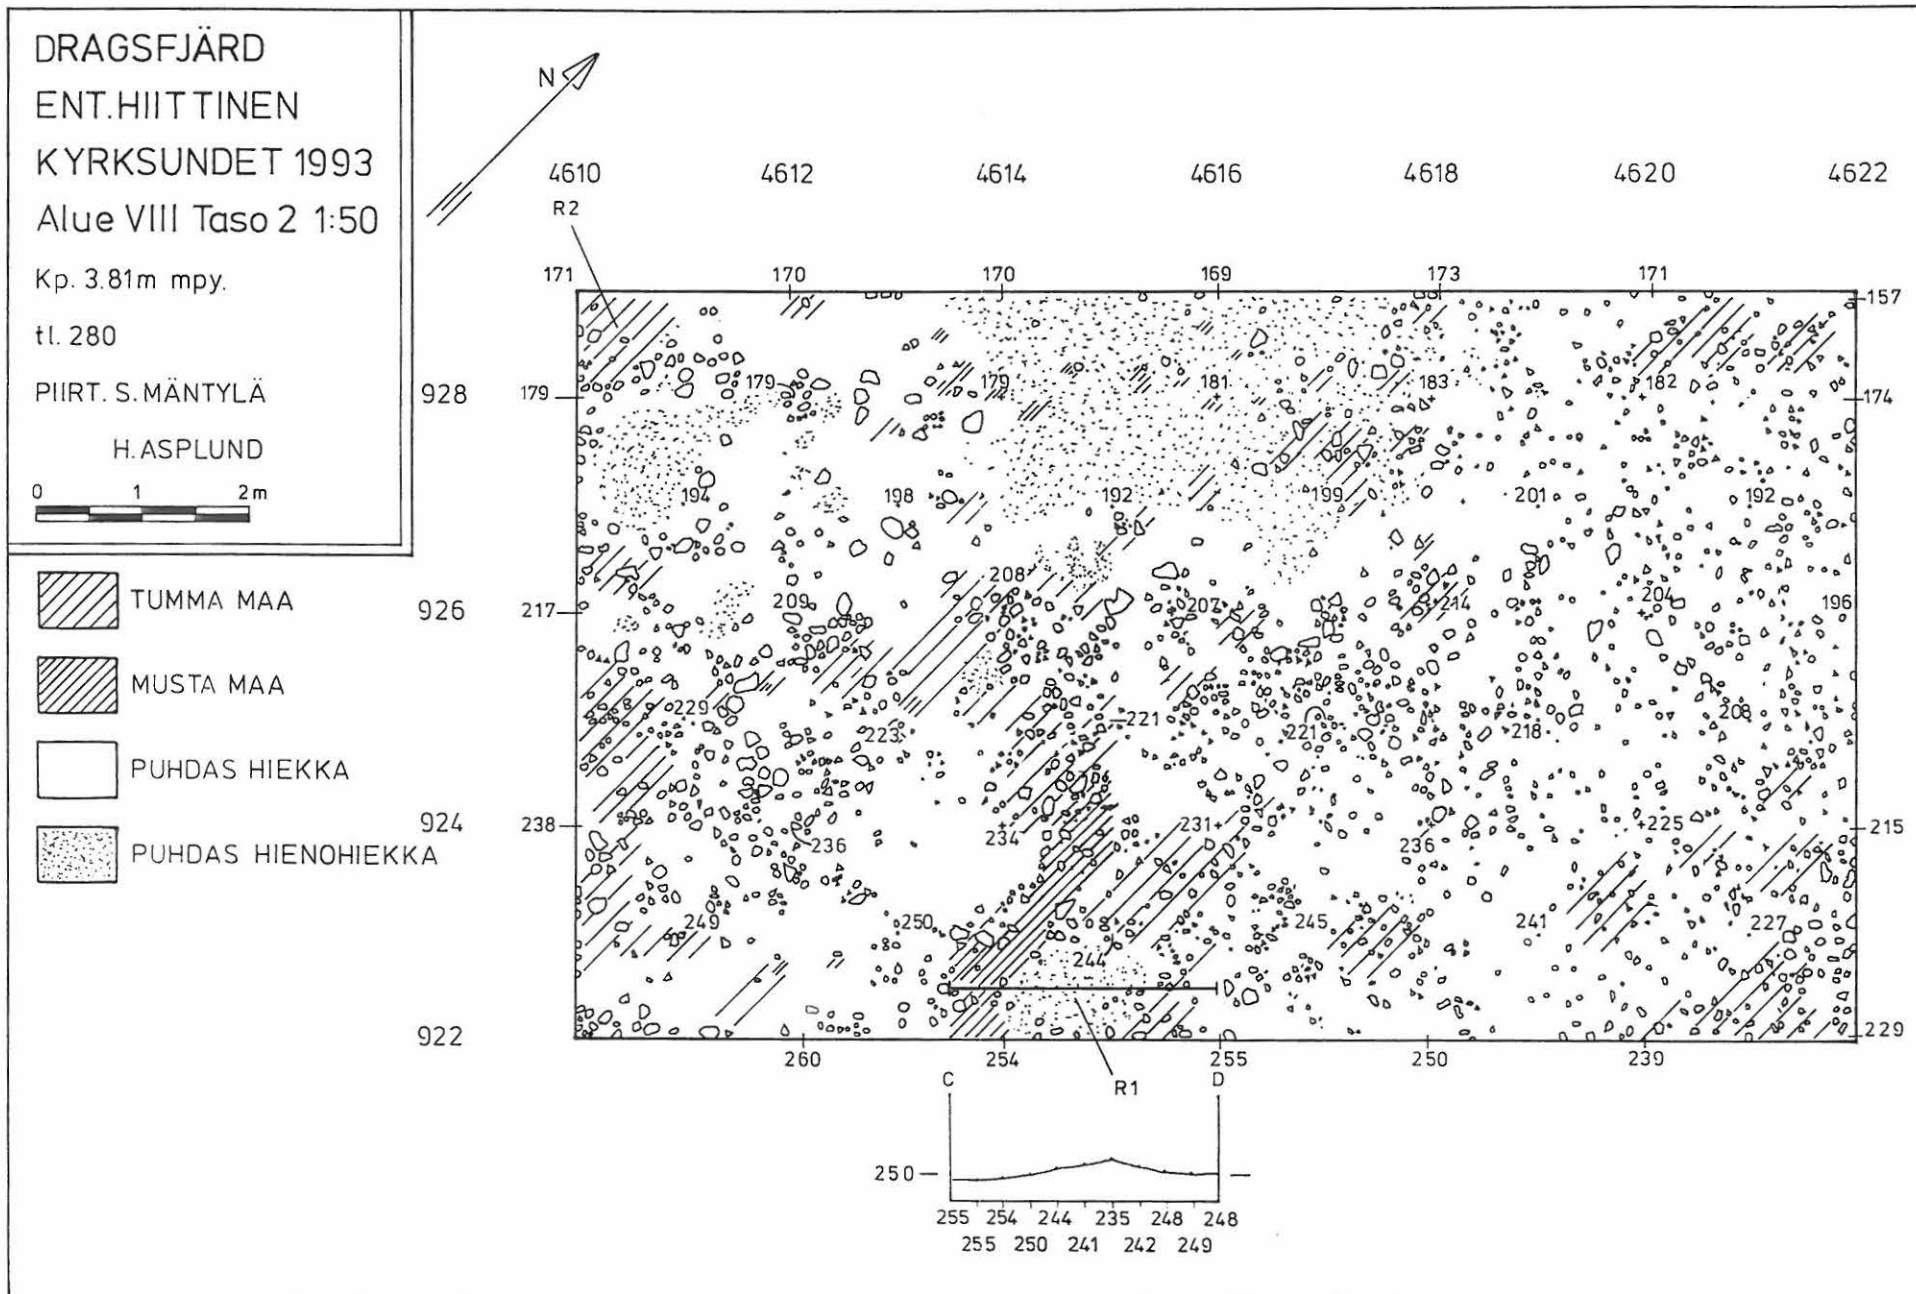 DRAGSFJÄRD
ENT.HIITTINEN
KYRKSUNDET 1993
Alue VIII Taso 2 1:50
Kp. 3.81m mpy.
tl. 280
PIIRT. S.MÄNTYLÄ
H.ASPLUND
0 1 2m
TUMMA MAA
MUSTA MAA
PUHDAS HIEKKA
PUHDAS HIENOHIEKKA
N
4610 4612 4614 4616 4618 4620 4622
R2
171 170 170 169 173 171 157
928 179 179 179 181 183 182 174
194 198 192 199 201 192
208
926 217 209 207 214 204 196
229 223 221 221 218 208
924 238 236 234 231 236 225 215
249 250 245 241 227
244
922 229
260 254 255 250 239
R1
C D
250
255 254 244 235 248 248
255 250 241 242 249